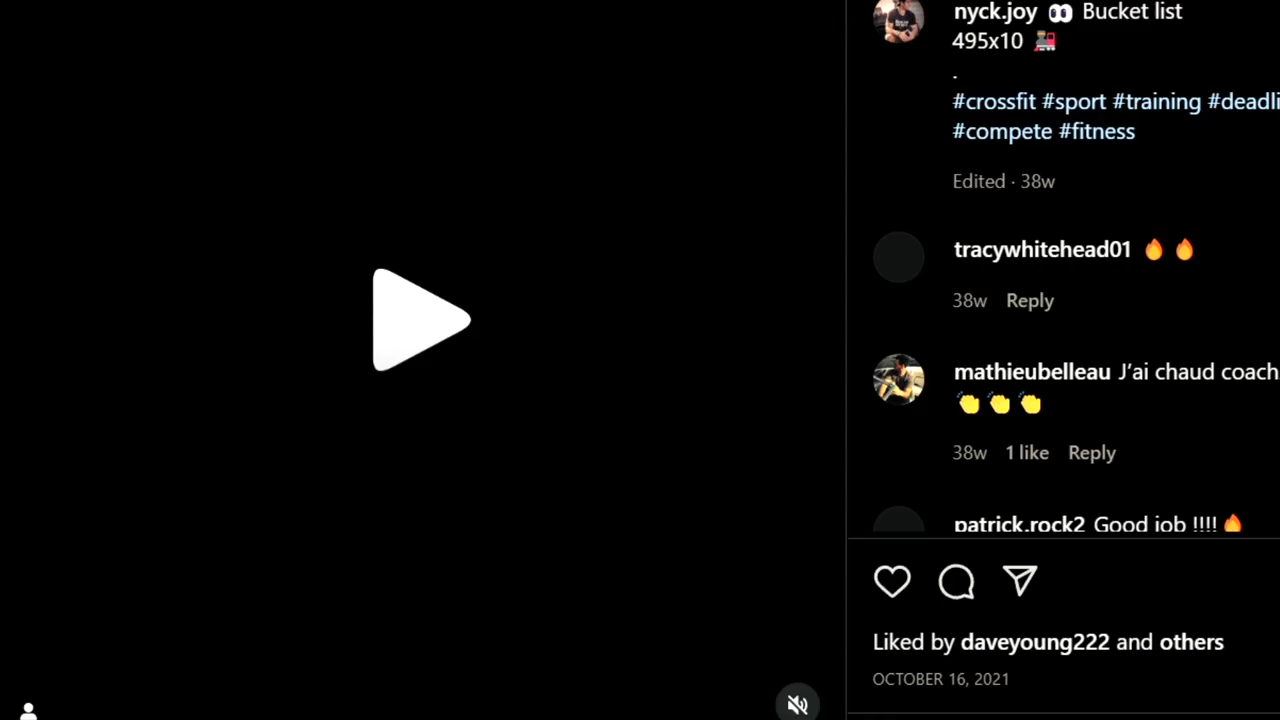 nyck.joy 👀 Bucket list
495x10 🚂
.
#crossfit #sport #training #deadli
#compete #fitness
Edited · 38w
tracywhitehead01 🔥 🔥
38w Reply
mathieubelleau J’ai chaud coach
👏 👏 👏
38w 1 like Reply
patrick.rock2 Good job !!!! 🔥
Liked by daveyoung222 and others
OCTOBER 16, 2021